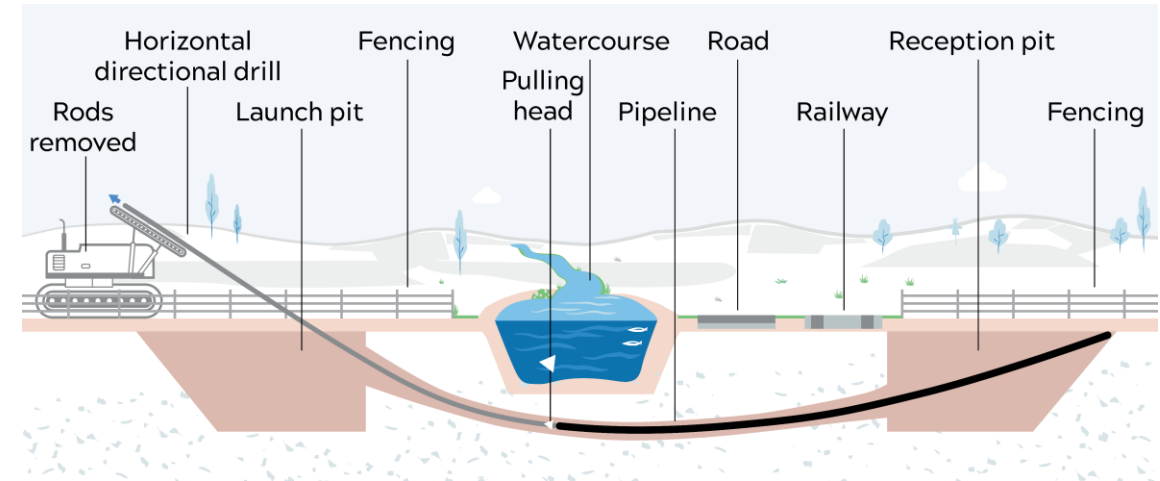 Horizontal
directional drill
Fencing
Watercourse
Road
Reception pit
Rods
removed
Launch pit
Pulling
head
Pipeline
Railway
Fencing